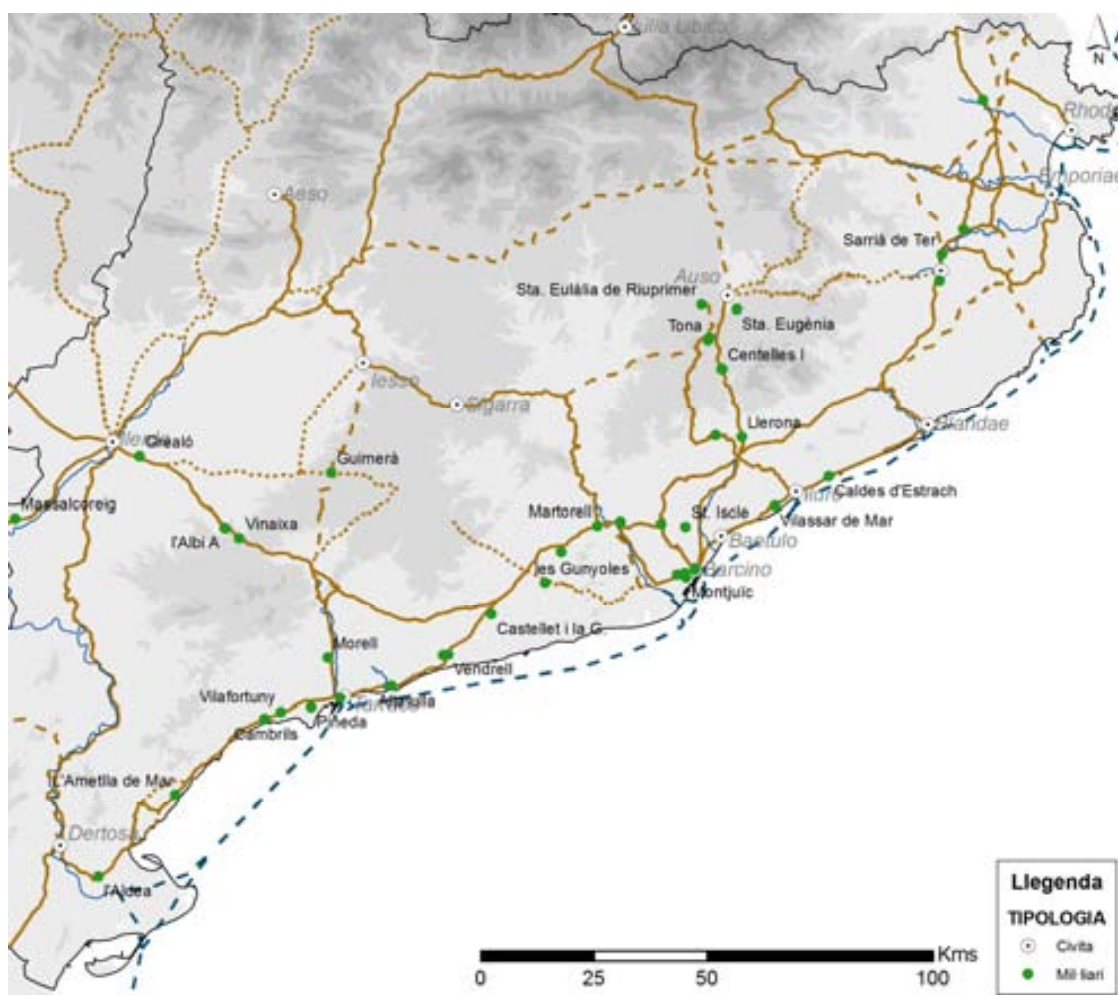 Iulia Libica
N
Rhode
Aeso
Emporiae
Sarrià de Ter
Auso
Sta. Eulàlia de Riuprimer
Sta. Eugènia
Tona
Centelles I
Iesso
Sigarra
Blandae
Llerona
Ilerda
Grealó
Guimerà
Caldes d'Estrach
Iluro
Massalcoreig
Martorell
St. Iscle
Vilassar de Mar
Vinaixa
l'Albi A
Baetulo
les Gunyoles
Barcino
Montjuïc
Castellet i la G.
Morell
Vendrell
Vilafortuny
Altafulla
Tarraco
Pineda
Cambrils
L'Ametlla de Mar
Dertosa
l'Aldea
Llegenda
TIPOLOGIA
Civita
Mil·liari
Kms
0 25 50 100